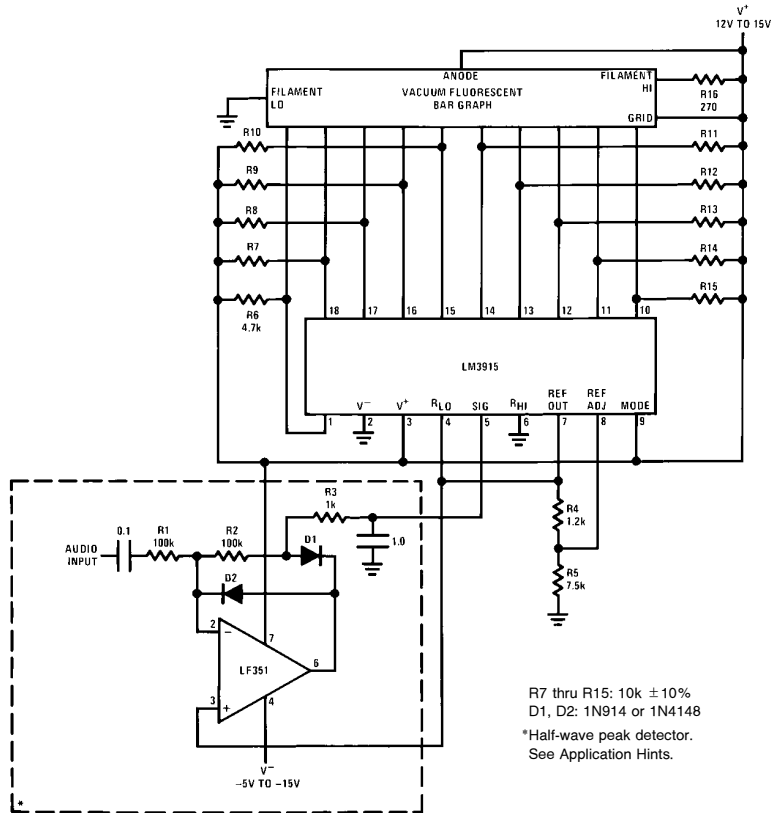 V+
12V TO 15V
ANODE
FILAMENT LO
VACUUM FLUORESCENT
BAR GRAPH
FILAMENT HI
GRID
R16
270
R10
R11
R9
R12
R8
R13
R7
R14
R6
4.7k
R15
18 17 16 15 14 13 12 11 10
LM3915
V− V+ RLO SIG RHI REF OUT REF ADJ MODE
1 2 3 4 5 6 7 8 9
R3
1k
R4
1.2k
0.1
R1
100k
R2
100k
D1
1.0
AUDIO
INPUT
D2
R5
7.5k
2
−
7
LF351
6
3
+
4
V−
−5V TO −15V
*
R7 thru R15: 10k ±10%
D1, D2: 1N914 or 1N4148
*Half-wave peak detector.
See Application Hints.